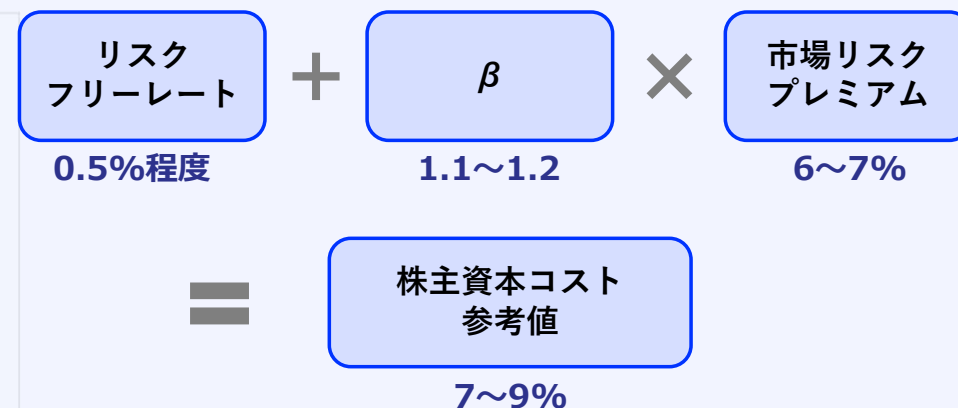 リスク
フリーレート
+
β
×
市場リスク
プレミアム
0.5%程度
1.1~1.2
6~7%
=
株主資本コスト
参考値
7~9%